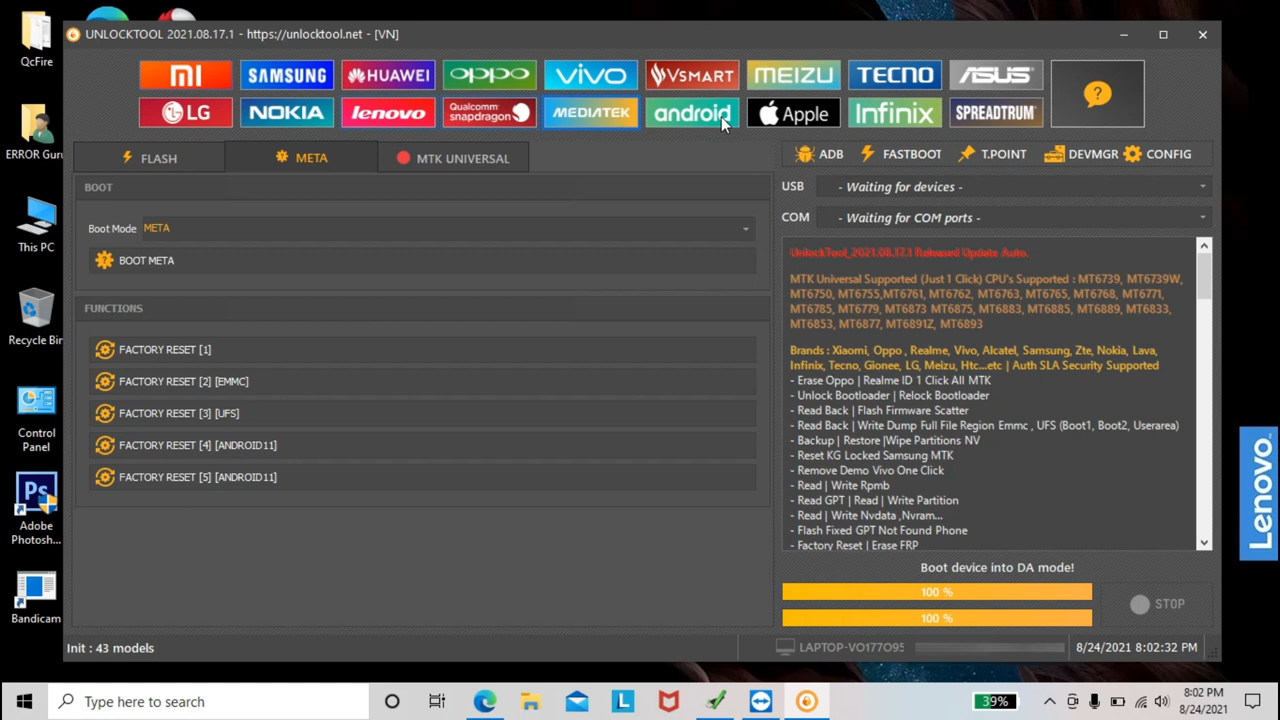 QcFire
ERROR Guru
This PC
Recycle Bin
Control
Panel
Ps
Adobe
Photosh...
Bandicam
UNLOCKTOOL 2021.08.17.1 - https://unlocktool.net - [VN]
MI SAMSUNG HUAWEI OPPO VIVO VSMART MEIZU TECNO ASUS
LG NOKIA lenovo Qualcomm snapdragon MEDIATEK android Apple Infinix SPREADTRUM
?
FLASH META MTK UNIVERSAL
ADB FASTBOOT T.POINT DEVMGR CONFIG
BOOT
Boot Mode META
BOOT META
FUNCTIONS
FACTORY RESET [1]
FACTORY RESET [2] [EMMC]
FACTORY RESET [3] [UFS]
FACTORY RESET [4] [ANDROID11]
FACTORY RESET [5] [ANDROID11]
USB - Waiting for devices -
COM - Waiting for COM ports -
UnlockTool_2021.08.17.1 Released Update Auto.
MTK Universal Supported (Just 1 Click) CPU's Supported : MT6739, MT6739W,
MT6750, MT6755,MT6761, MT6762, MT6763, MT6765, MT6768, MT6771,
MT6785, MT6779, MT6873 MT6875, MT6883, MT6885, MT6889, MT6833,
MT6853, MT6877, MT6891Z, MT6893
Brands : Xiaomi, Oppo , Realme, Vivo, Alcatel, Samsung, Zte, Nokia, Lava,
Infinix, Tecno, Gionee, LG, Meizu, Htc...etc | Auth SLA Security Supported
- Erase Oppo | Realme ID 1 Click All MTK
- Unlock Bootloader | Relock Bootloader
- Read Back | Flash Firmware Scatter
- Read Back | Write Dump Full File Region Emmc , UFS (Boot1, Boot2, Userarea)
- Backup | Restore |Wipe Partitions NV
- Reset KG Locked Samsung MTK
- Remove Demo Vivo One Click
- Read | Write Rpmb
- Read GPT | Read | Write Partition
- Read | Write Nvdata ,Nvram...
- Flash Fixed GPT Not Found Phone
- Factory Reset | Erase FRP
Boot device into DA mode!
100 %
100 %
STOP
Init : 43 models
LAPTOP-VO177O95
8/24/2021 8:02:32 PM
Lenovo
Type here to search
L
39%
8:02 PM
8/24/2021